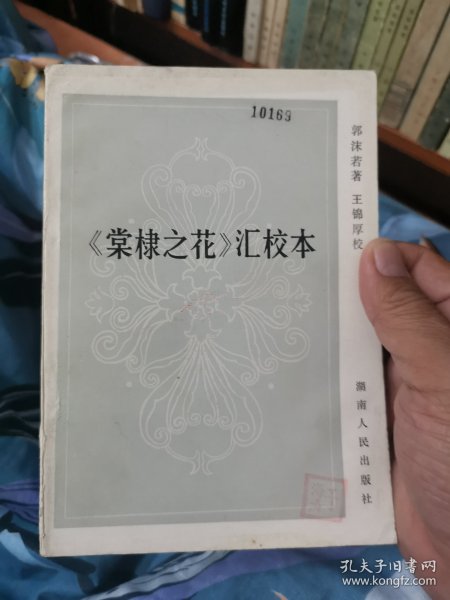 10169
郭沫若著 王锦厚校
《棠棣之花》汇校本
湖南人民出版社
孔夫子旧书网
www.kongfz.com